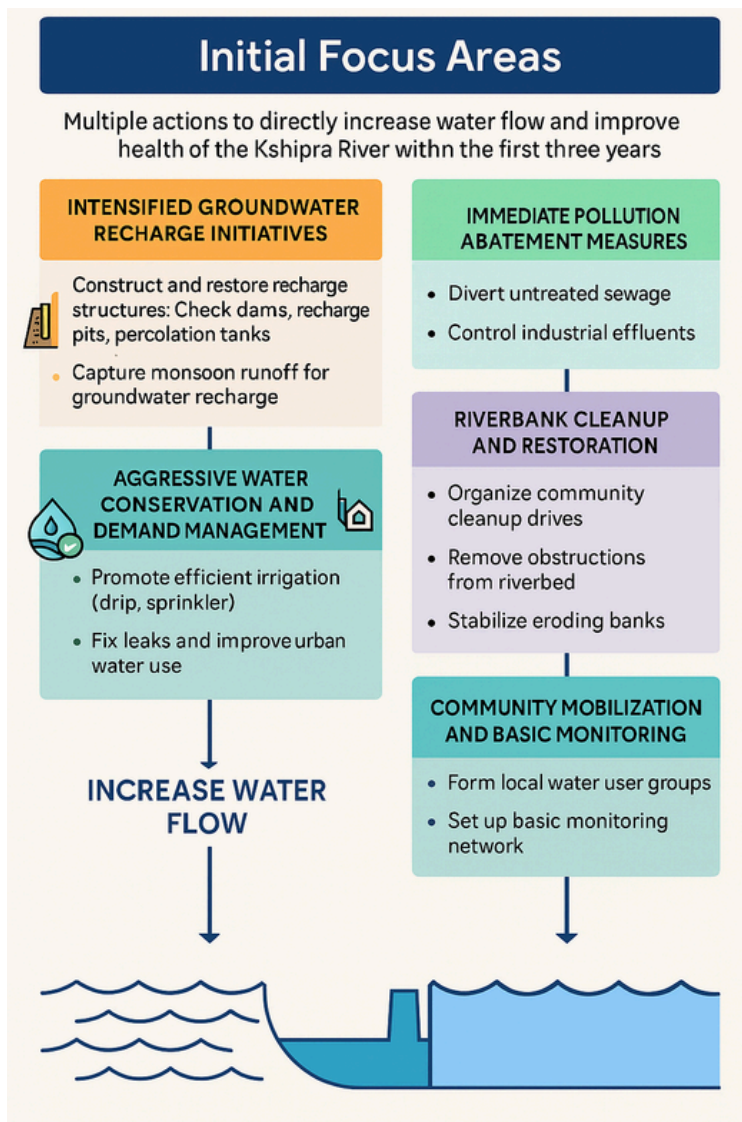 Initial Focus Areas
Multiple actions to directly increase water flow and improve
health of the Kshipra River withn the first three years
INTENSIFIED GROUNDWATER
RECHARGE INITIATIVES
Construct and restore recharge
structures: Check dams, recharge
pits, percolation tanks
• Capture monsoon runoff for
groundwater recharge
AGGRESSIVE WATER
CONSERVATION AND
DEMAND MANAGEMENT
• Promote efficient irrigation
(drip, sprinkler)
• Fix leaks and improve urban
water use
INCREASE WATER
FLOW
IMMEDIATE POLLUTION
ABATEMENT MEASURES
• Divert untreated sewage
• Control industrial effluents
RIVERBANK CLEANUP
AND RESTORATION
• Organize community
cleanup drives
• Remove obstructions
from riverbed
• Stabilize eroding banks
COMMUNITY MOBILIZATION
AND BASIC MONITORING
• Form local water user groups
• Set up basic monitoring
network